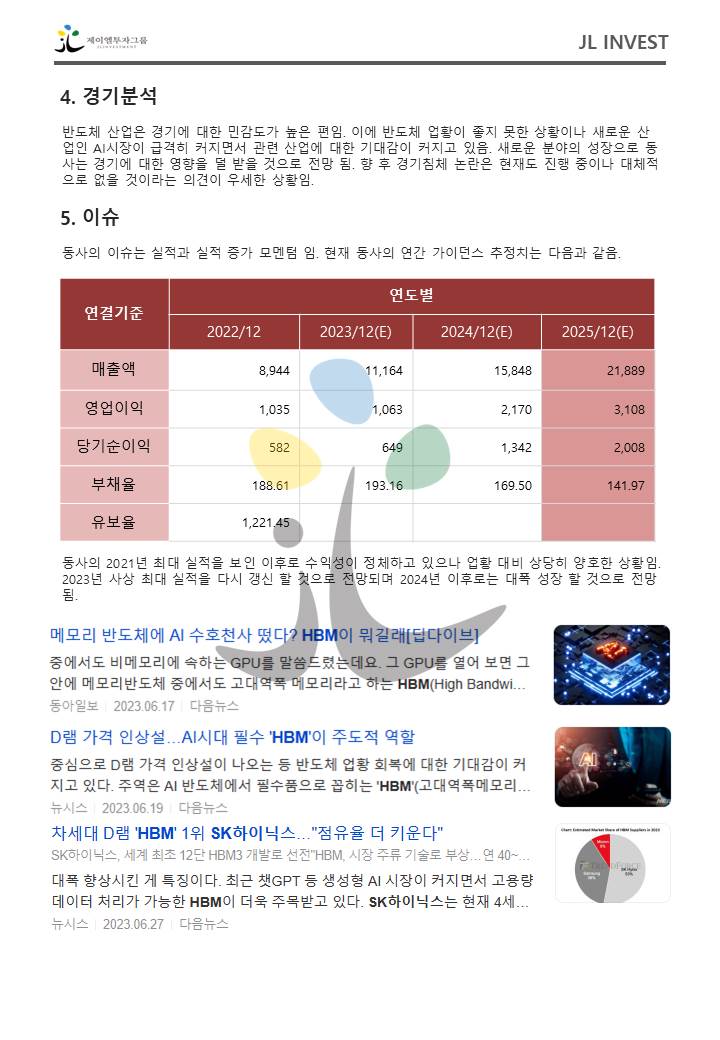 제이엘투자그룹
JLINVESTMENT
JL INVEST
4. 경기분석
반도체 산업은 경기에 대한 민감도가 높은 편임. 이에 반도체 업황이 좋지 못한 상황이나 새로운 산
업인 AI시장이 급격히 커지면서 관련 산업에 대한 기대감이 커지고 있음. 새로운 분야의 성장으로 동
사는 경기에 대한 영향을 덜 받을 것으로 전망 됨. 향 후 경기침체 논란은 현재도 진행 중이나 대체적
으로 없을 것이라는 의견이 우세한 상황임.
5. 이슈
동사의 이슈는 실적과 실적 증가 모멘텀 임. 현재 동사의 연간 가이던스 추정치는 다음과 같음.
연결기준 연도별
2022/12 2023/12(E) 2024/12(E) 2025/12(E)
매출액 8,944 11,164 15,848 21,889
영업이익 1,035 1,063 2,170 3,108
당기순이익 582 649 1,342 2,008
부채율 188.61 193.16 169.50 141.97
유보율 1,221.45
동사의 2021년 최대 실적을 보인 이후로 수익성이 정체하고 있으나 업황 대비 상당히 양호한 상황임.
2023년 사상 최대 실적을 다시 갱신 할 것으로 전망되며 2024년 이후로는 대폭 성장 할 것으로 전망
됨.
메모리 반도체에 AI 수호천사 떴다? HBM이 뭐길래[딥다이브]
중에서도 비메모리에 속하는 GPU를 말씀드렸는데요. 그 GPU를 열어 보면 그
안에 메모리반도체 중에서도 고대역폭 메모리라고 하는 HBM(High Bandwi...
동아일보 2023.06.17 다음뉴스
D램 가격 인상설...AI시대 필수 'HBM'이 주도적 역할
중심으로 D램 가격 인상설이 나오는 등 반도체 업황 회복에 대한 기대감이 커
지고 있다. 주역은 AI 반도체에서 필수품으로 꼽히는 'HBM'(고대역폭메모리...
뉴시스 2023.06.19 다음뉴스
AI
차세대 D램 'HBM' 1위 SK하이닉스..."점유율 더 키운다"
SK하이닉스, 세계 최초 12단 HBM3 개발로 선전"HBM, 시장 주류 기술로 부상...연 40~...
대폭 향상시킨 게 특징이다. 최근 챗GPT 등 생성형 AI 시장이 커지면서 고용량
데이터 처리가 가능한 HBM이 더욱 주목받고 있다. SK하이닉스는 현재 4세...
뉴시스 2023.06.27 다음뉴스
Chart: Estimated Market Share of HBM Suppliers in 2023
Micron
Samsung
SK hynix
TRENDFORCE